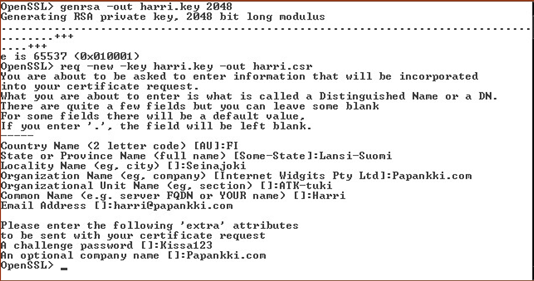 OpenSSL> genrsa -out harri.key 2048
Generating RSA private key, 2048 bit long modulus
...............................................................................
........+++
....+++
e is 65537 (0x010001)
OpenSSL> req -new -key harri.key -out harri.csr
You are about to be asked to enter information that will be incorporated
into your certificate request.
What you are about to enter is what is called a Distinguished Name or a DN.
There are quite a few fields but you can leave some blank
For some fields there will be a default value,
If you enter '.', the field will be left blank.
-----
Country Name (2 letter code) [AU]:FI
State or Province Name (full name) [Some-State]:Lansi-Suomi
Locality Name (eg, city) []:Seinajoki
Organization Name (eg, company) [Internet Widgits Pty Ltd]:Papankki.com
Organizational Unit Name (eg, section) []:ATK-tuki
Common Name (e.g. server FQDN or YOUR name) []:Harri
Email Address []:harri@papankki.com

Please enter the following 'extra' attributes
to be sent with your certificate request
A challenge password []:Kissa123
An optional company name []:Papankki.com
OpenSSL> _